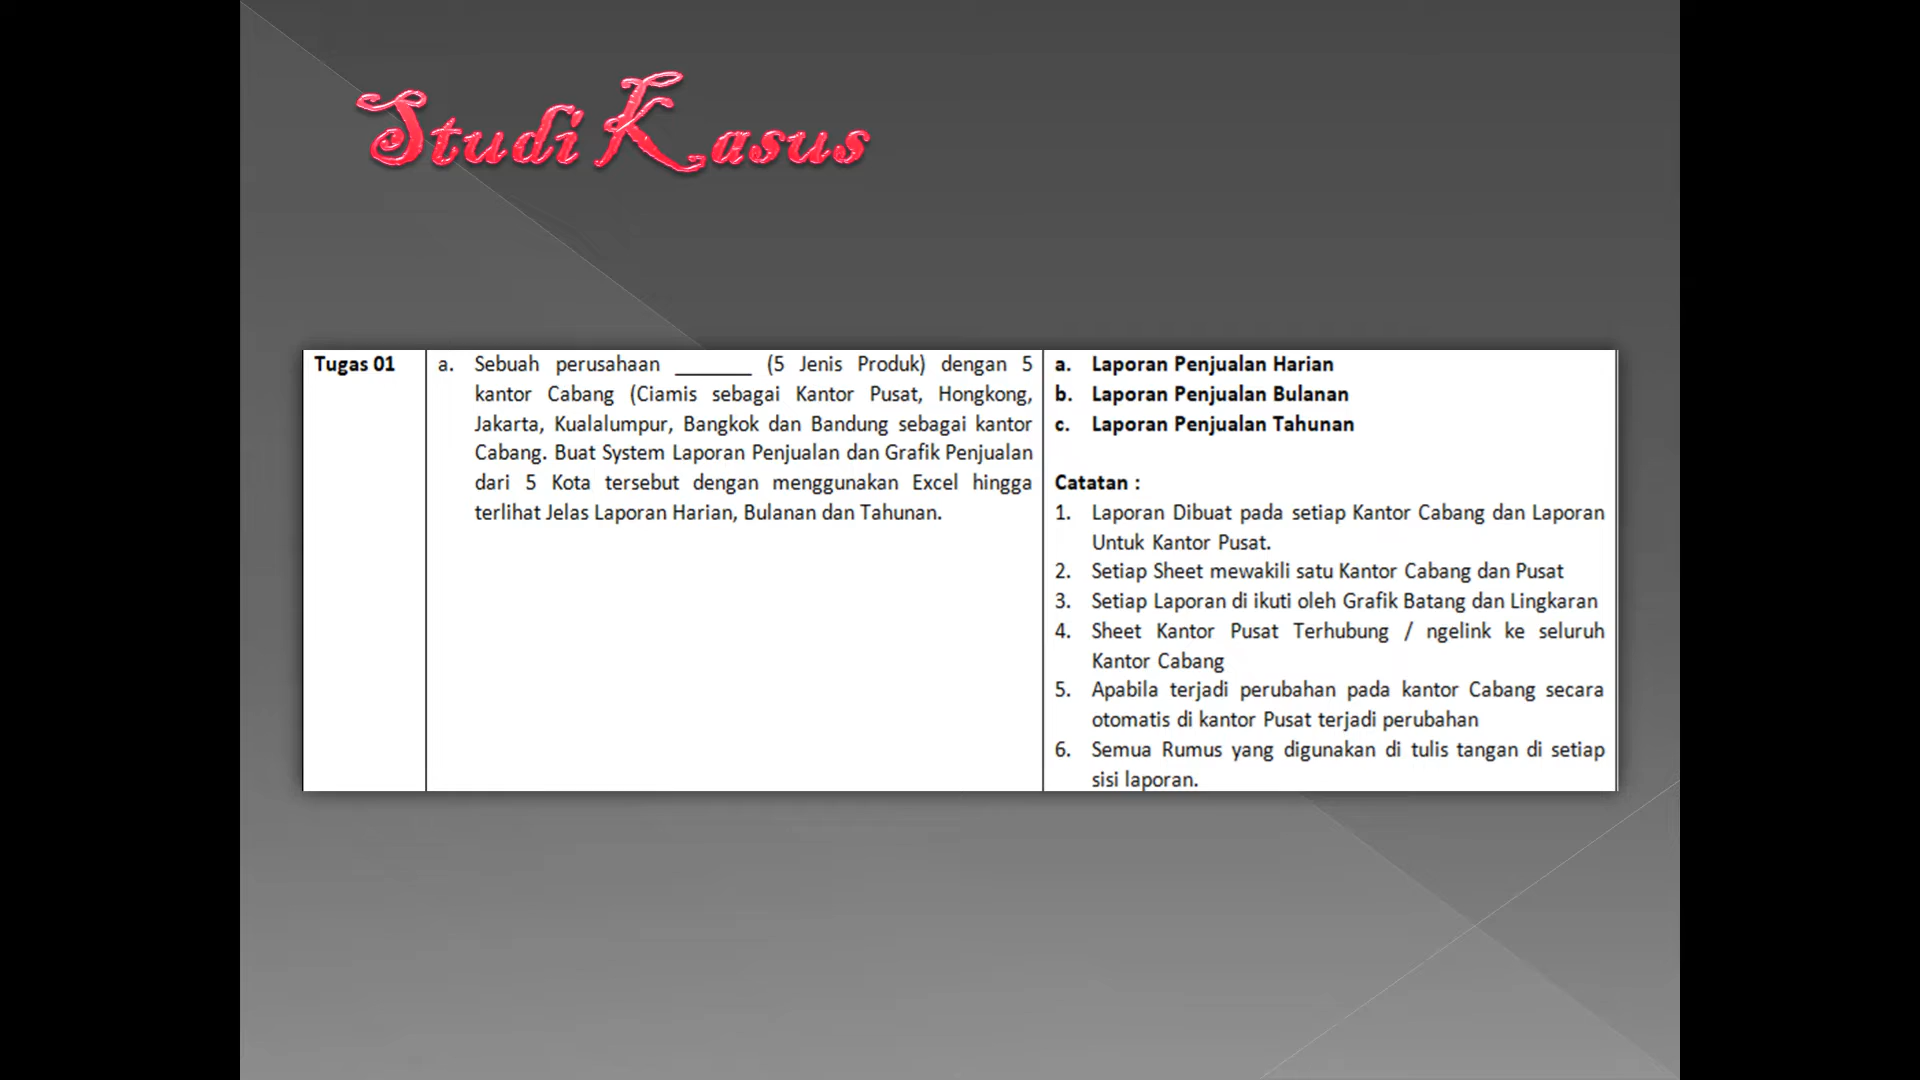 Studi Kasus
Tugas 01
a. Sebuah perusahaan _______ (5 Jenis Produk) dengan 5
kantor Cabang (Ciamis sebagai Kantor Pusat, Hongkong,
Jakarta, Kualalumpur, Bangkok dan Bandung sebagai kantor
Cabang. Buat System Laporan Penjualan dan Grafik Penjualan
dari 5 Kota tersebut dengan menggunakan Excel hingga
terlihat Jelas Laporan Harian, Bulanan dan Tahunan.
a. Laporan Penjualan Harian
b. Laporan Penjualan Bulanan
c. Laporan Penjualan Tahunan
Catatan :
1. Laporan Dibuat pada setiap Kantor Cabang dan Laporan
Untuk Kantor Pusat.
2. Setiap Sheet mewakili satu Kantor Cabang dan Pusat
3. Setiap Laporan di ikuti oleh Grafik Batang dan Lingkaran
4. Sheet Kantor Pusat Terhubung / ngelink ke seluruh
Kantor Cabang
5. Apabila terjadi perubahan pada kantor Cabang secara
otomatis di kantor Pusat terjadi perubahan
6. Semua Rumus yang digunakan di tulis tangan di setiap
sisi laporan.